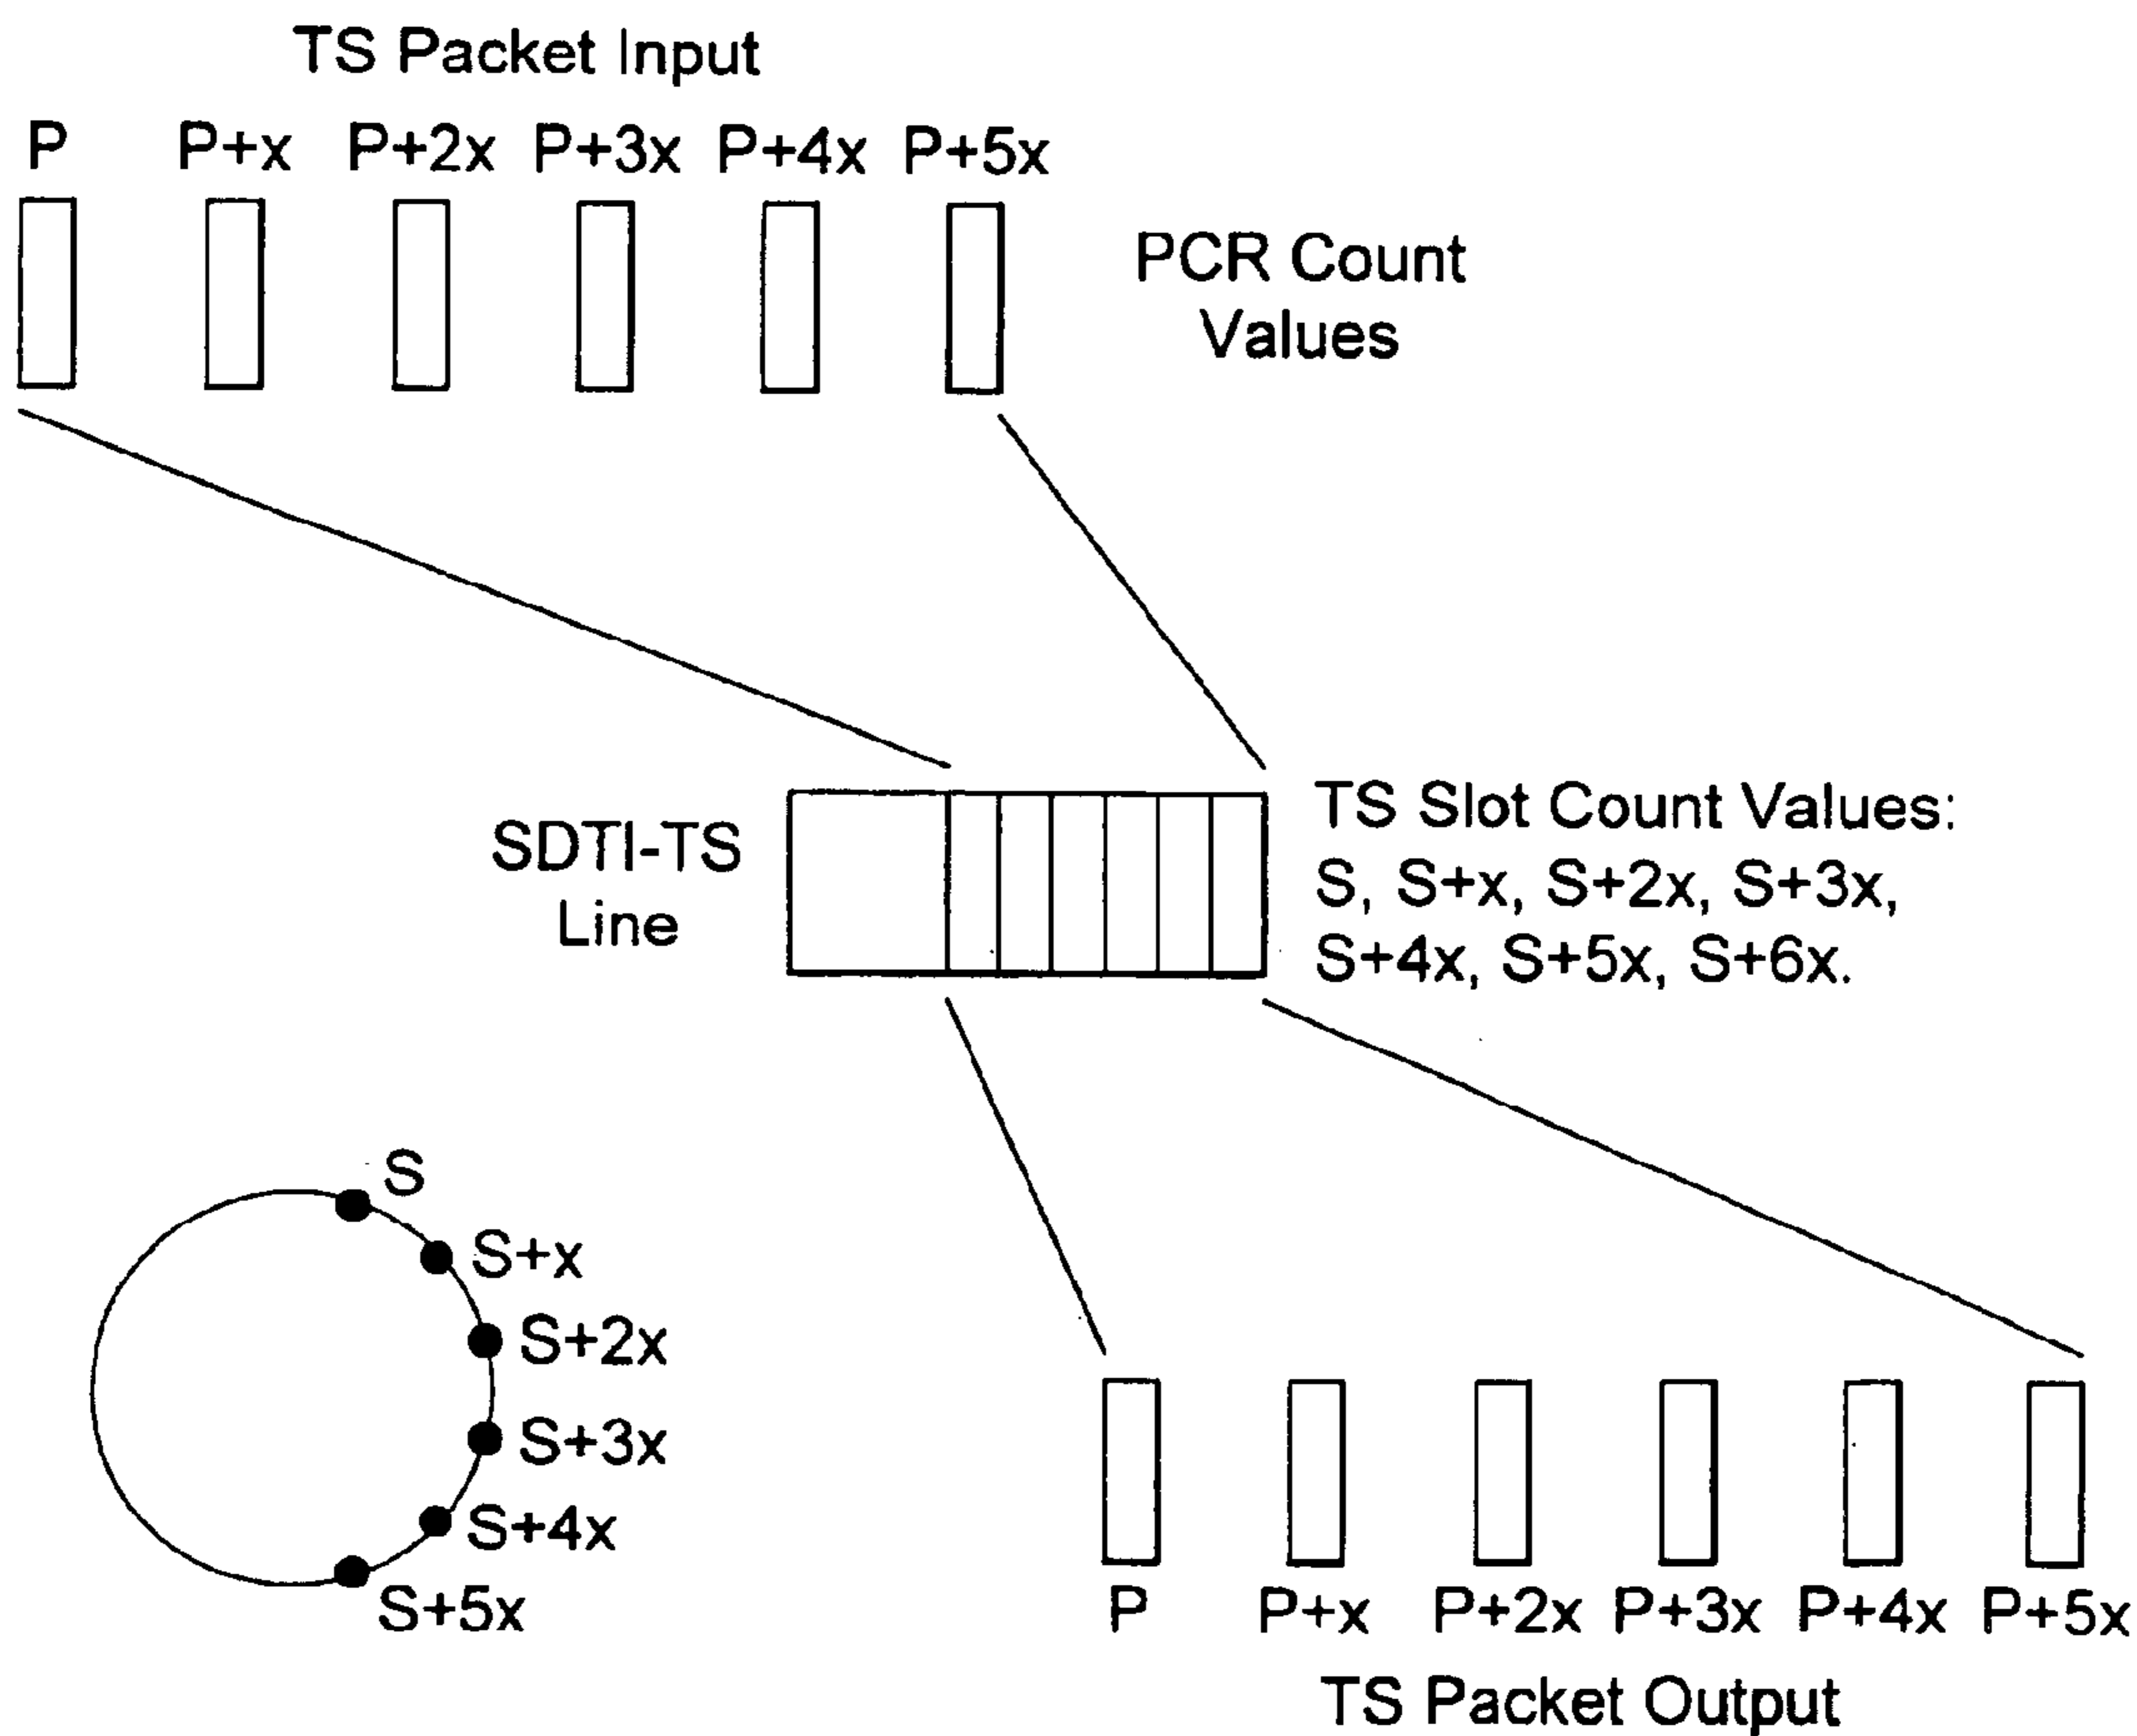 TS Packet Input
P P+x P+2x P+3x P+4x P+5x
PCR Count
Values
SDTI-TS
Line
TS Slot Count Values:
S, S+x, S+2x, S+3x,
S+4x, S+5x, S+6x.
S
S+x
S+2x
S+3x
S+4x
S+5x
P P+x P+2x P+3x P+4x P+5x
TS Packet Output